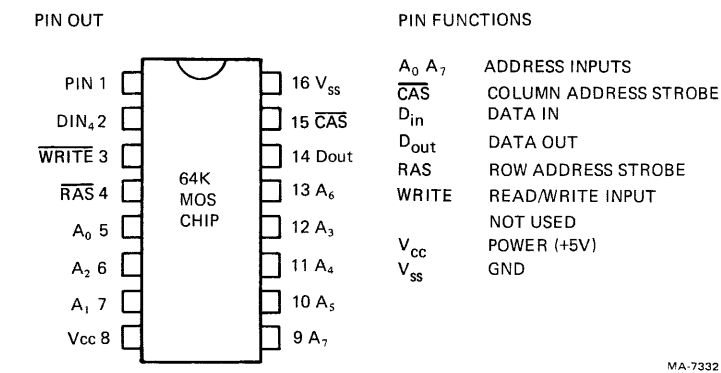 PIN OUT
PIN 1
DIN₄ 2
WRITE 3
RAS 4
A₀ 5
A₂ 6
A₁ 7
Vcc 8
64K
MOS
CHIP
16 Vss
15 CAS
14 Dout
13 A₆
12 A₃
11 A₄
10 A₅
9 A₇
PIN FUNCTIONS
A₀ A₇ ADDRESS INPUTS
CAS COLUMN ADDRESS STROBE
Din DATA IN
Dout DATA OUT
RAS ROW ADDRESS STROBE
WRITE READ/WRITE INPUT
NOT USED
Vcc POWER (+5V)
Vss GND
MA-7332